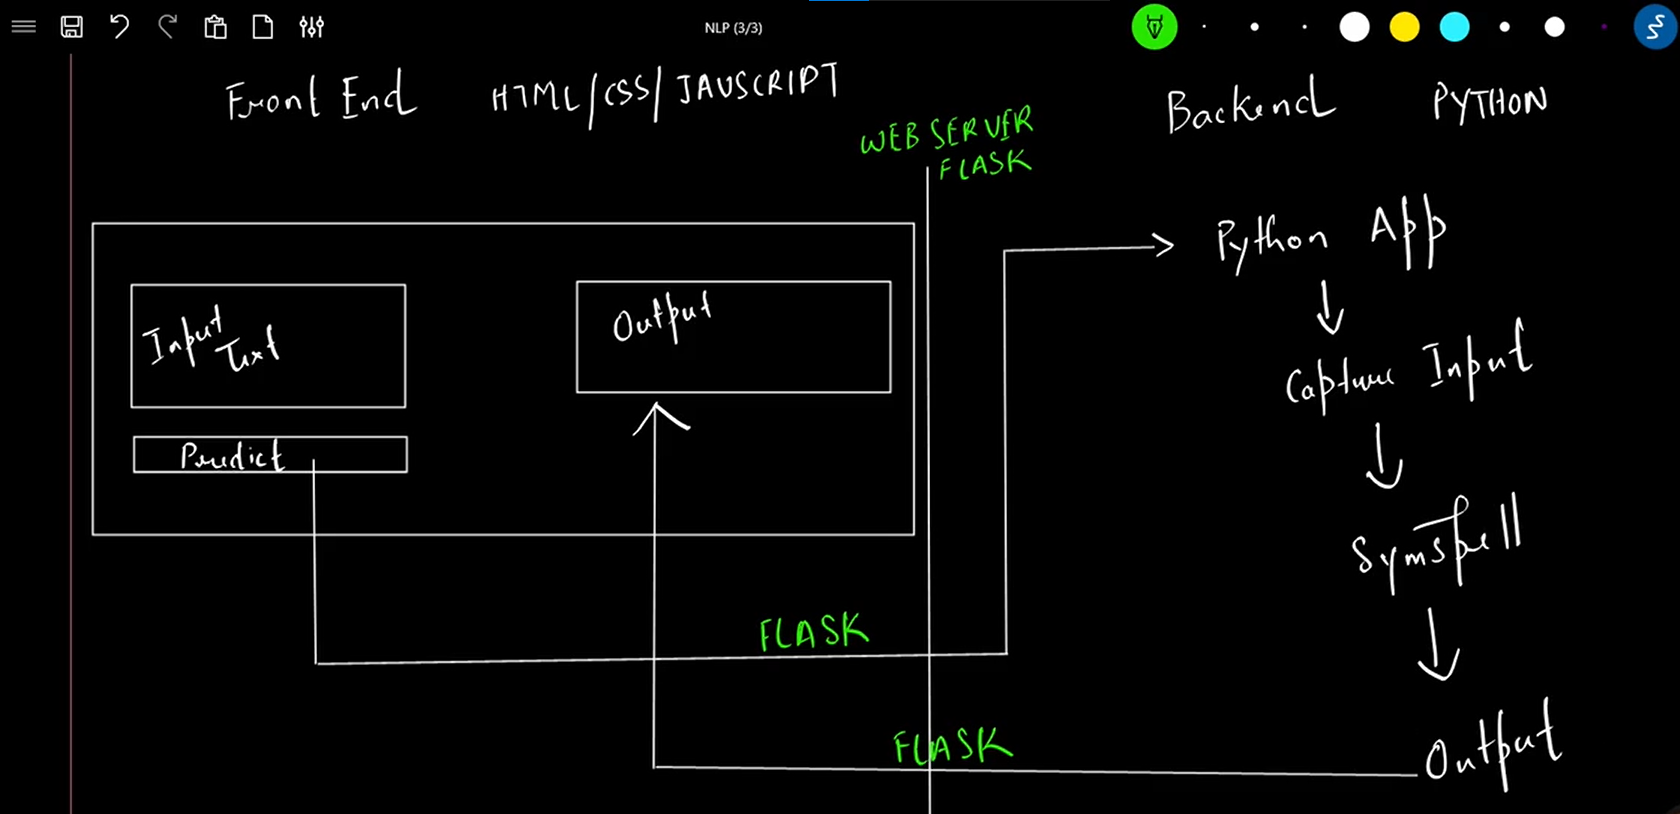 NLP (3/3)
Front End HTML/CSS/JAVSCRIPT
Backend PYTHON
WEB SERVER
FLASK
Input
Text
Predict
Output
FLASK
FLASK
Python App
Capture Input
Symspell
Output